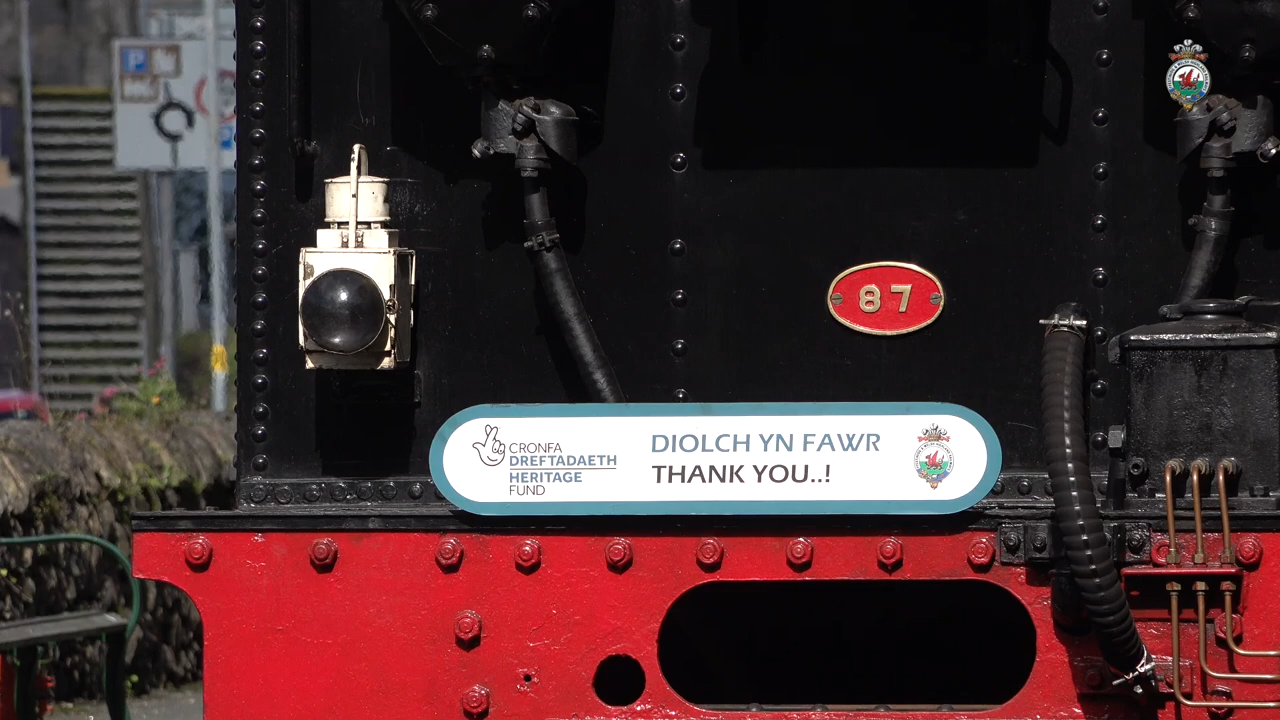 P
87
CRONFA
DREFTADAETH
HERITAGE
FUND
DIOLCH YN FAWR
THANK YOU..!